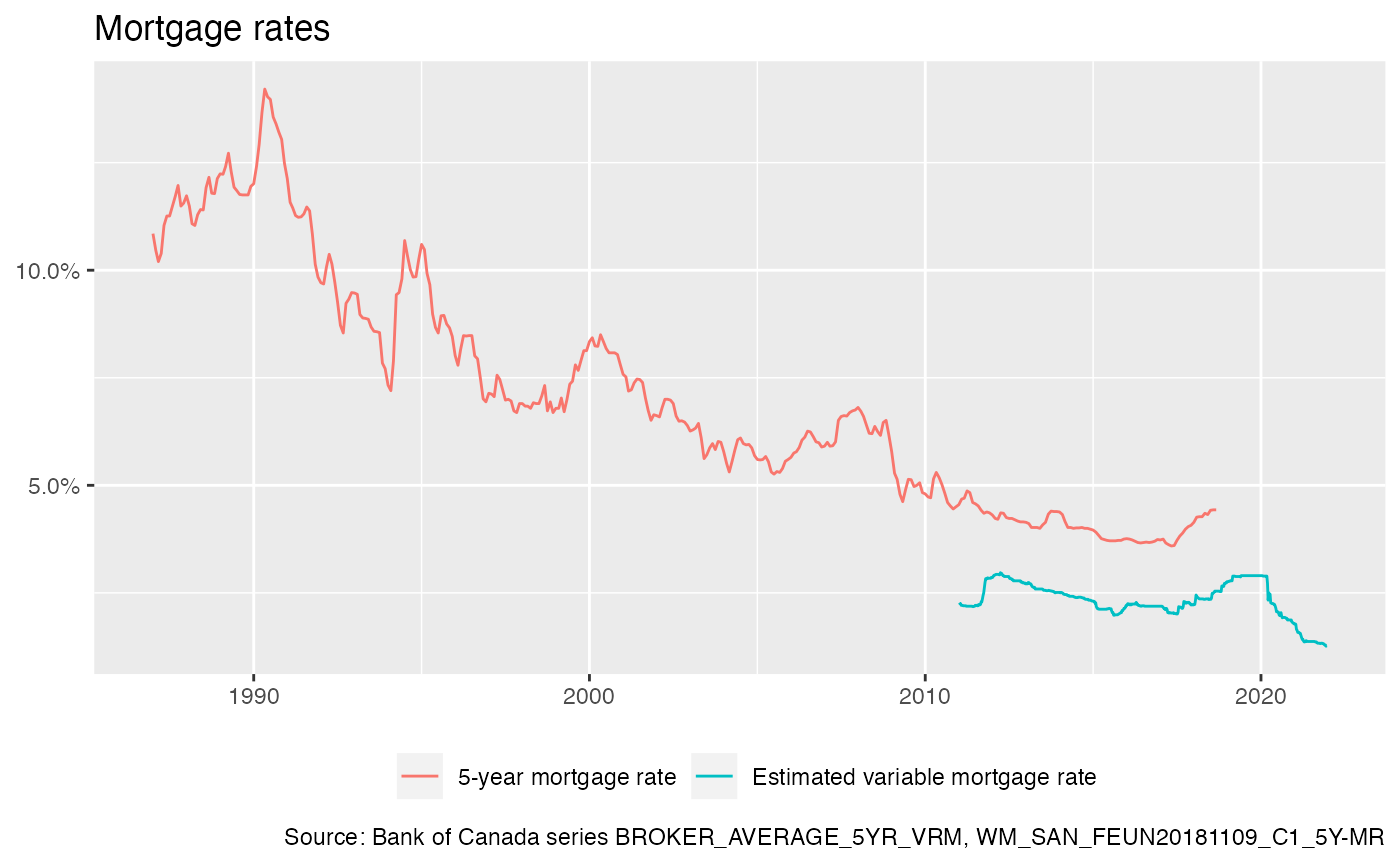 Mortgage rates
10.0%
5.0%
1990 2000 2010 2020
5-year mortgage rate Estimated variable mortgage rate
Source: Bank of Canada series BROKER_AVERAGE_5YR_VRM, WM_SAN_FEUN20181109_C1_5Y-MR